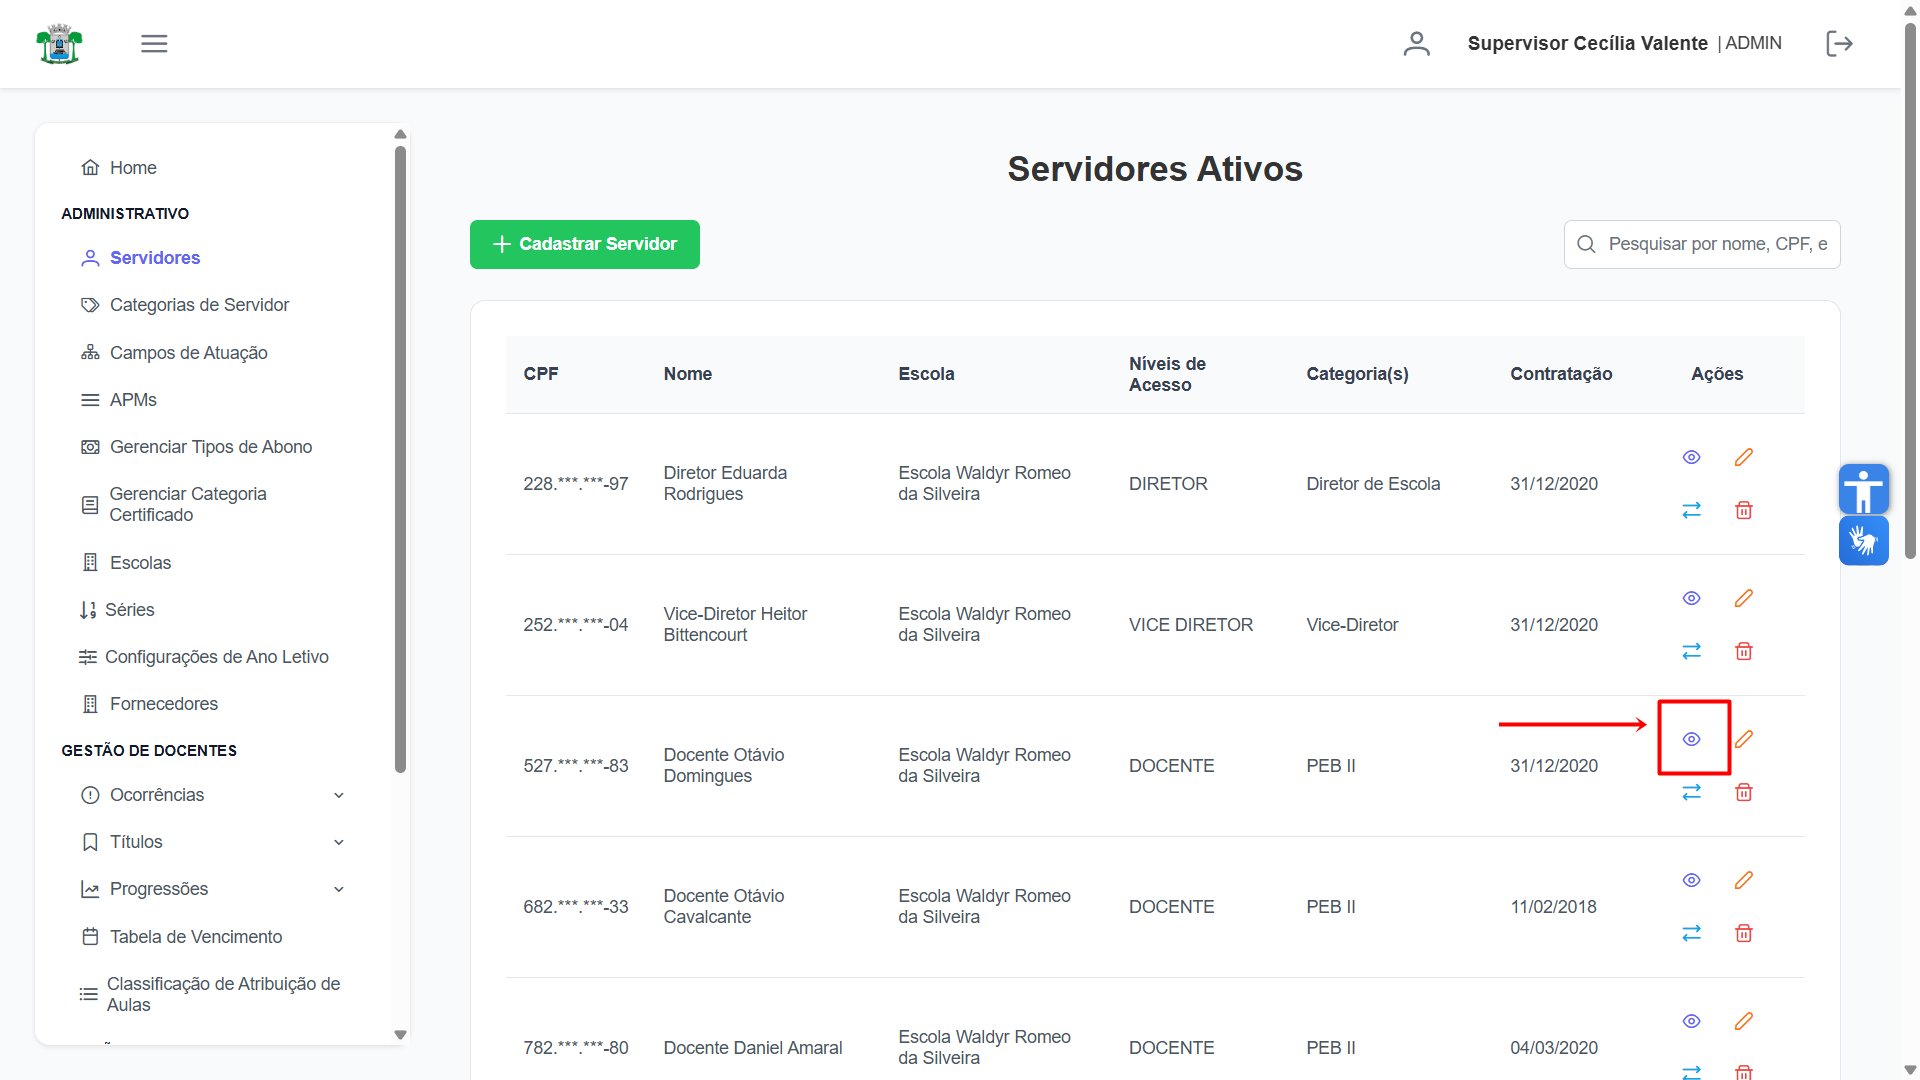 Supervisor Cecília Valente | ADMIN
Home
ADMINISTRATIVO
Servidores
Categorias de Servidor
Campos de Atuação
APMs
Gerenciar Tipos de Abono
Gerenciar Categoria
Certificado
Escolas
Séries
Configurações de Ano Letivo
Fornecedores
GESTÃO DE DOCENTES
Ocorrências
Títulos
Progressões
Tabela de Vencimento
Classificação de Atribuição de
Aulas
Servidores Ativos
Cadastrar Servidor
Pesquisar por nome, CPF, e
CPF Nome Escola Níveis de Acesso Categoria(s) Contratação Ações
228.***.***-97 Diretor Eduarda Rodrigues Escola Waldyr Romeo da Silveira DIRETOR Diretor de Escola 31/12/2020
252.***.***-04 Vice-Diretor Heitor Bittencourt Escola Waldyr Romeo da Silveira VICE DIRETOR Vice-Diretor 31/12/2020
527.***.***-83 Docente Otávio Domingues Escola Waldyr Romeo da Silveira DOCENTE PEB II 31/12/2020
682.***.***-33 Docente Otávio Cavalcante Escola Waldyr Romeo da Silveira DOCENTE PEB II 11/02/2018
782.***.***-80 Docente Daniel Amaral Escola Waldyr Romeo da Silveira DOCENTE PEB II 04/03/2020